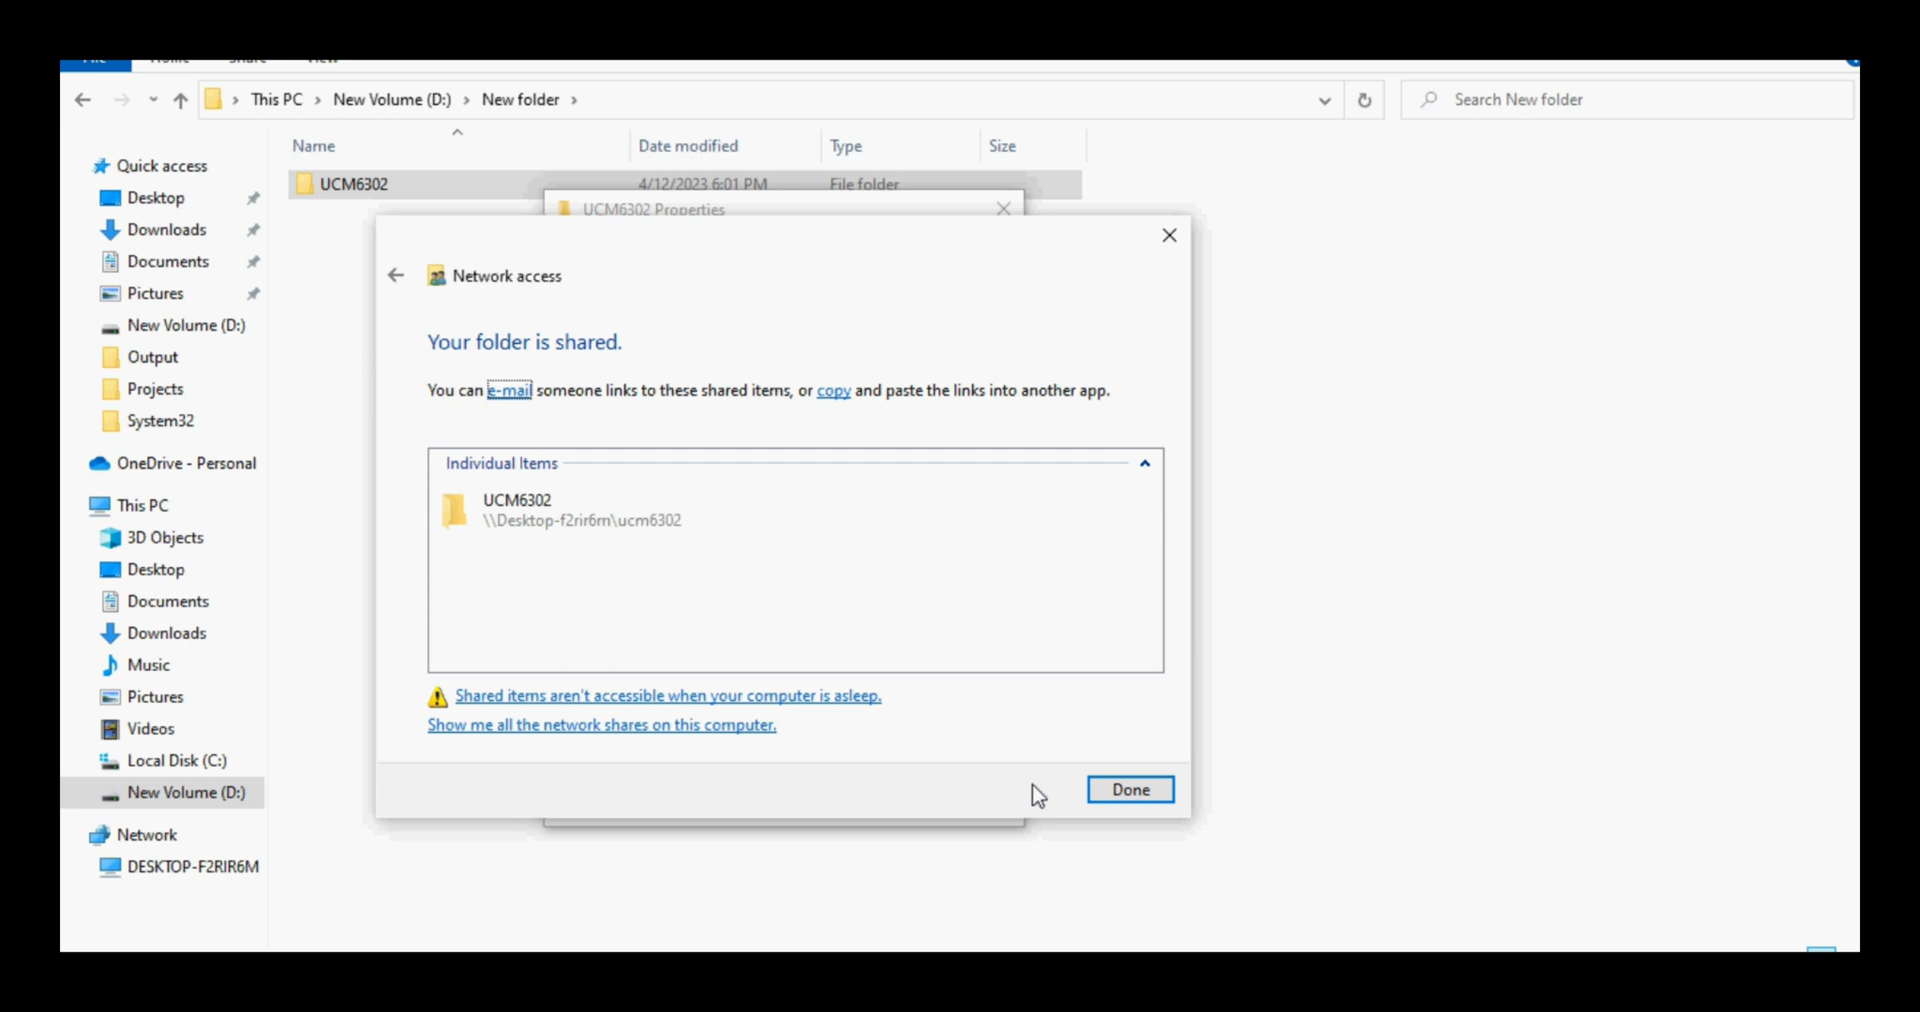 File Home Share View
This PC > New Volume (D:) > New folder >
Search New folder
Name Date modified Type Size
UCM6302 4/12/2023 6:01 PM File folder
Quick access
Desktop
Downloads
Documents
Pictures
New Volume (D:)
Output
Projects
System32
OneDrive - Personal
This PC
3D Objects
Desktop
Documents
Downloads
Music
Pictures
Videos
Local Disk (C:)
New Volume (D:)
Network
DESKTOP-F2RIR6M
UCM6302 Properties
Network access
Your folder is shared.
You can e-mail someone links to these shared items, or copy and paste the links into another app.
Individual Items
UCM6302
\\Desktop-f2rir6m\ucm6302
Shared items aren't accessible when your computer is asleep.
Show me all the network shares on this computer.
Done